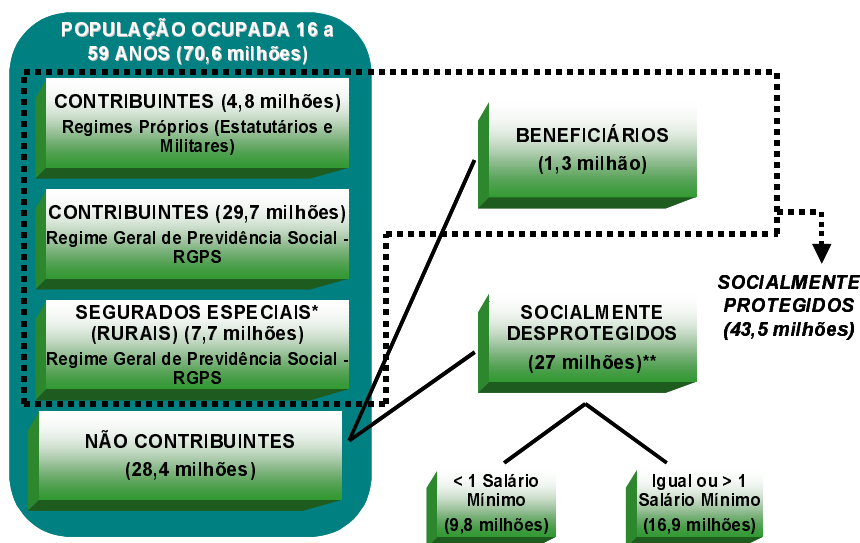 POPULAÇÃO OCUPADA 16 a
59 ANOS (70,6 milhões)
CONTRIBUINTES (4,8 milhões)
Regimes Próprios (Estatutários e
Militares)
CONTRIBUINTES (29,7 milhões)
Regime Geral de Previdência Social -
RGPS
SEGURADOS ESPECIAIS*
(RURAIS) (7,7 milhões)
Regime Geral de Previdência Social -
RGPS
NÃO CONTRIBUINTES
(28,4 milhões)
BENEFICIÁRIOS
(1,3 milhão)
SOCIALMENTE
DESPROTEGIDOS
(27 milhões)**
SOCIALMENTE
PROTEGIDOS
(43,5 milhões)
< 1 Salário
Mínimo
(9,8 milhões)
Igual ou > 1
Salário Mínimo
(16,9 milhões)